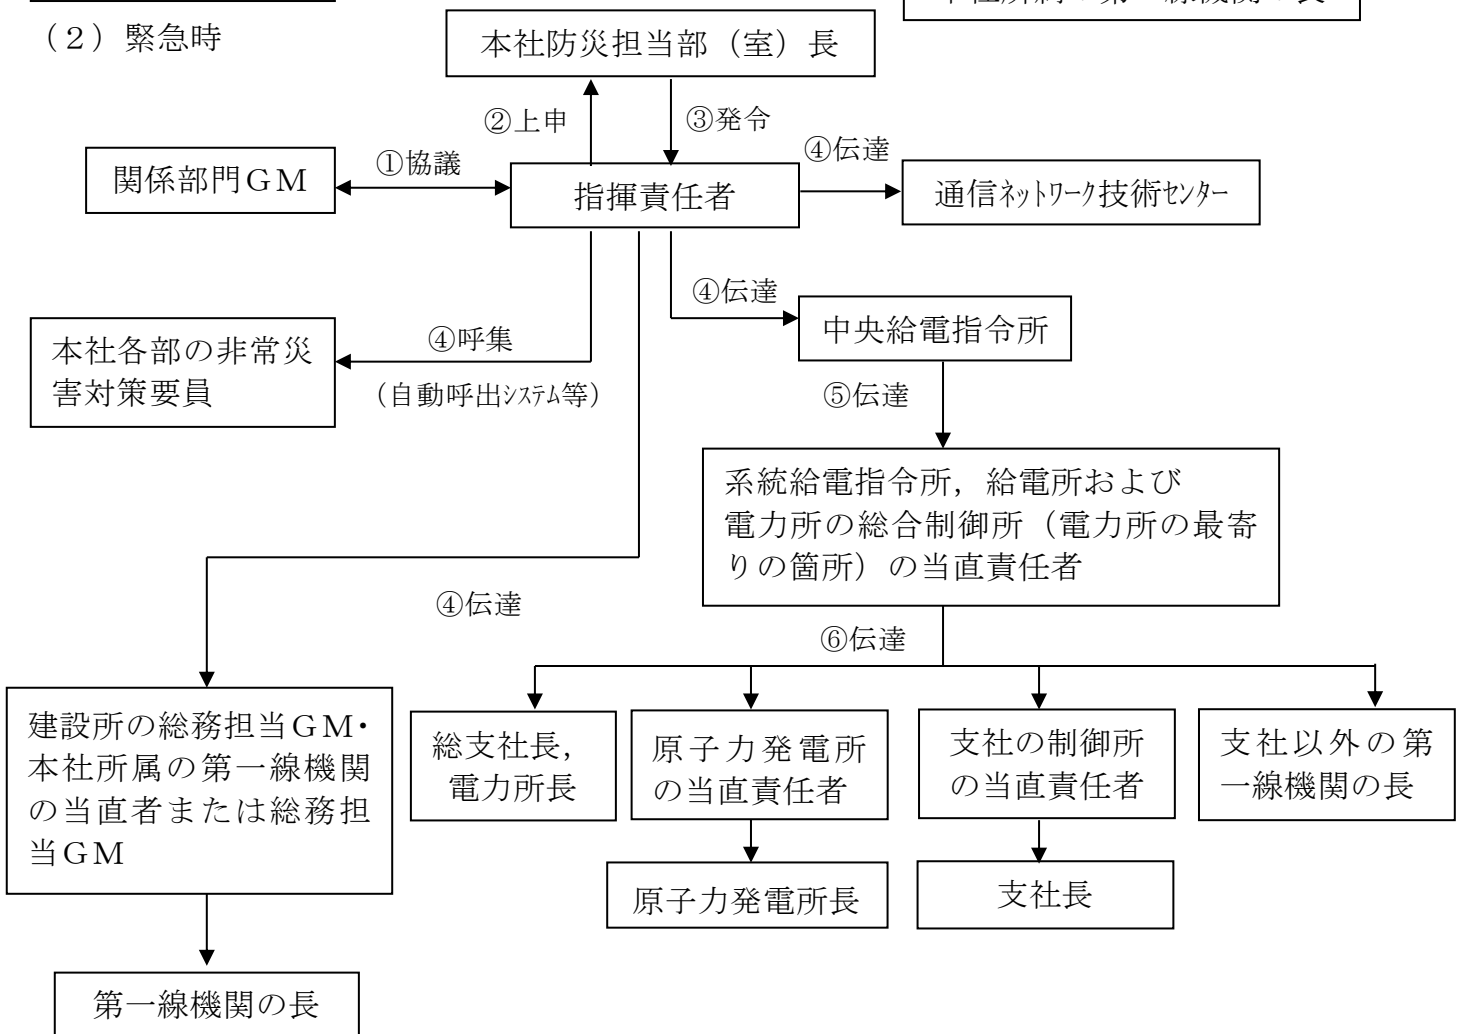 （２）緊急時
本社防災担当部（室）長
②上申
③発令
④伝達
①協議
関係部門ＧＭ
指揮責任者
通信ﾈｯﾄﾜｰｸ技術ｾﾝﾀｰ
④伝達
中央給電指令所
④呼集
本社各部の非常災
害対策要員
（自動呼出ｼｽﾃﾑ等）
⑤伝達
系統給電指令所，給電所および
電力所の総合制御所（電力所の最寄
りの箇所）の当直責任者
④伝達
⑥伝達
建設所の総務担当ＧＭ・
本社所属の第一線機関
の当直者または総務担
当ＧＭ
総支社長，
電力所長
原子力発電所
の当直責任者
支社の制御所
の当直責任者
支社以外の第
一線機関の長
原子力発電所長
支社長
第一線機関の長